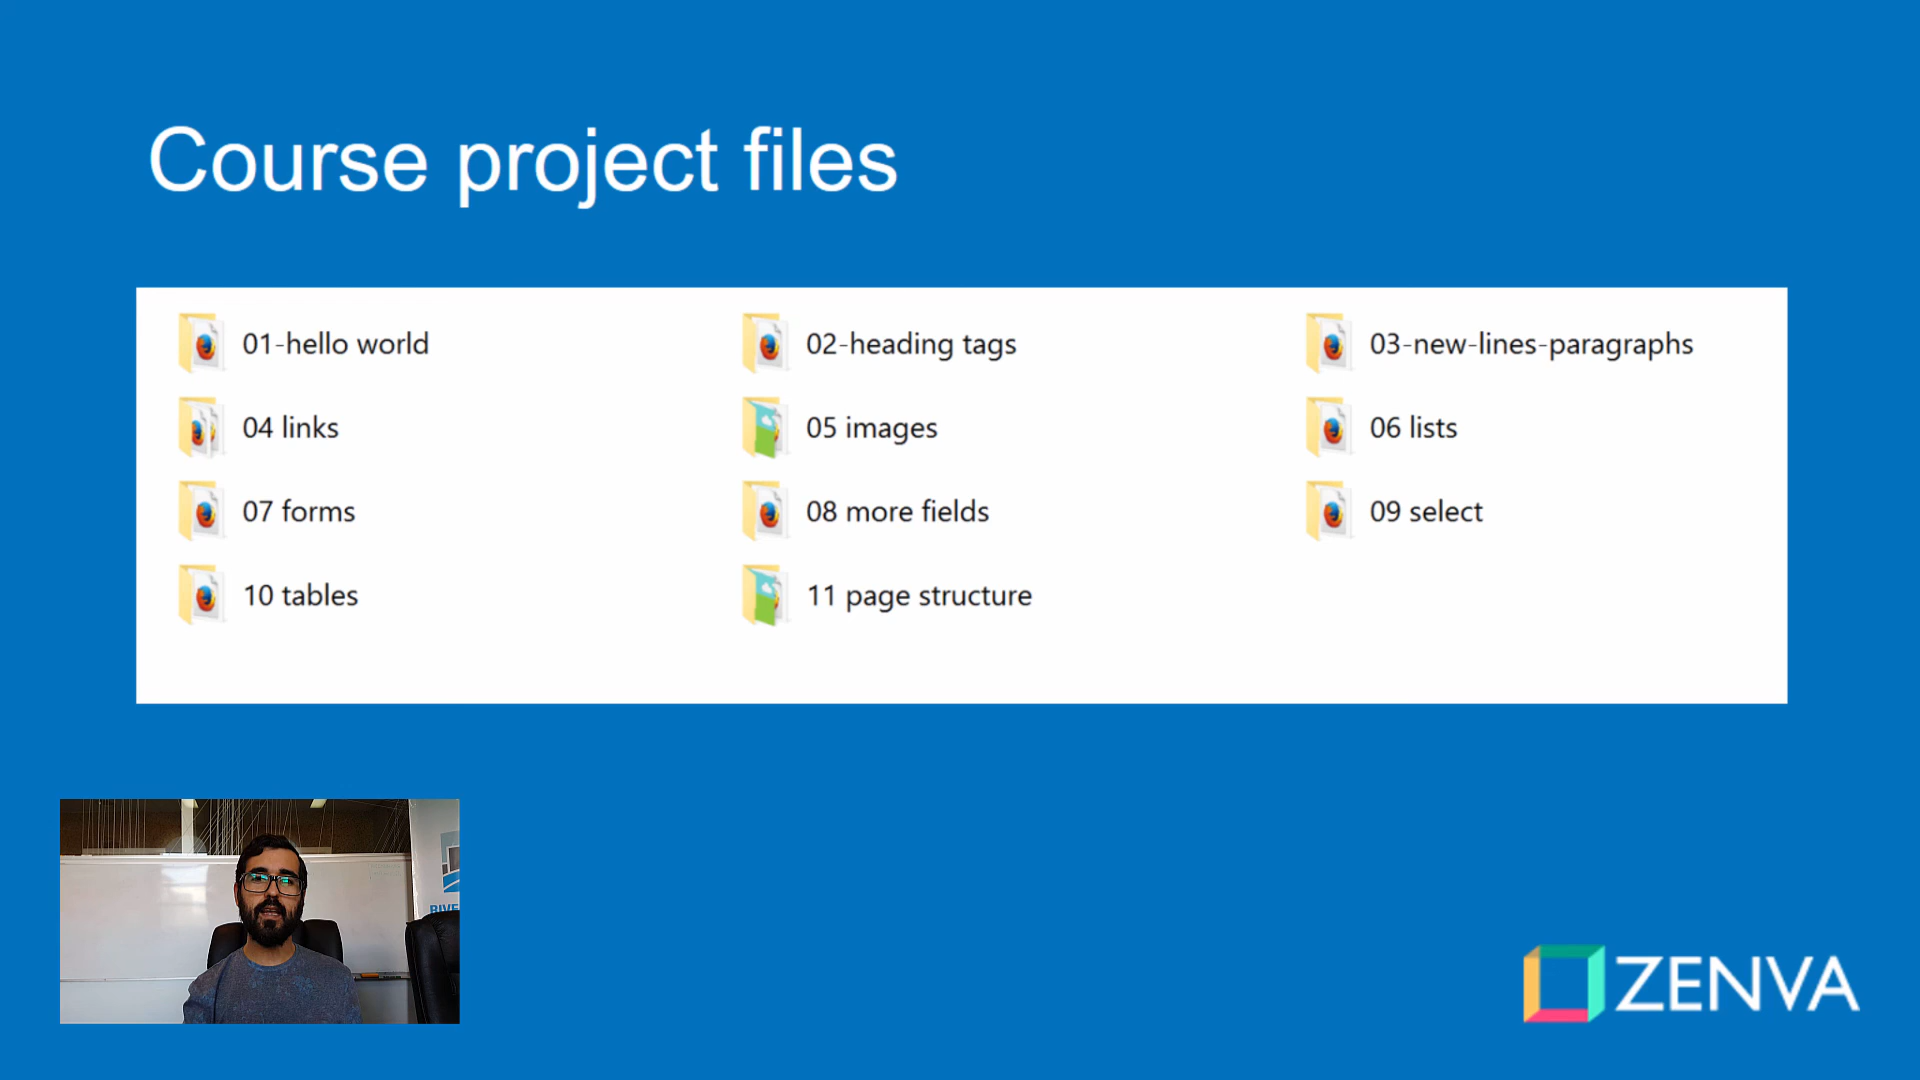 Course project files
01-hello world
02-heading tags
03-new-lines-paragraphs
04 links
05 images
06 lists
07 forms
08 more fields
09 select
10 tables
11 page structure
RIVE
ZENVA